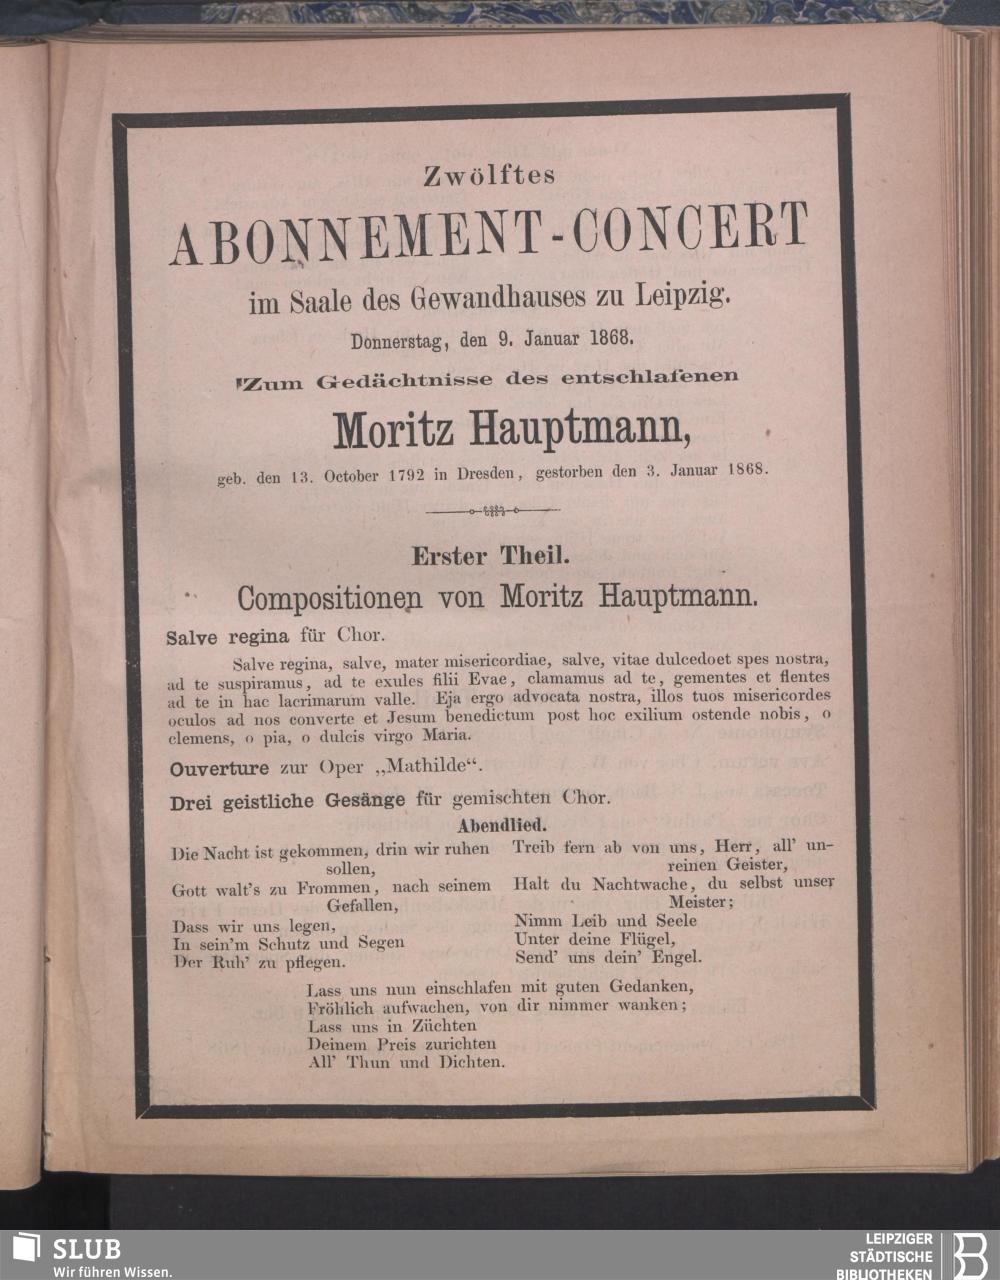 Zwölftes
ABONNEMENT-CONCERT
im Saale des Gewandhauses zu Leipzig.
Donnerstag, den 9. Januar 1868.
Zum Gedächtnisse des entschlafenen
Moritz Hauptmann,
geb. den 13. October 1792 in Dresden, gestorben den 3. Januar 1868.
Erster Theil.
Compositionen von Moritz Hauptmann.
Salve regina für Chor.
Salve regina, salve, mater misericordiae, salve, vitae dulcedoet spes nostra,
ad te suspiramus, ad te exules filii Evae, clamamus ad te, gementes et flentes
ad te in hac lacrimarum valle. Eja ergo advocata nostra, illos tuos misericordes
oculos ad nos converte et Jesum benedictum post hoc exilium ostende nobis, o
clemens, o pia, o dulcis virgo Maria.
Ouverture zur Oper „Mathilde“.
Drei geistliche Gesänge für gemischten Chor.
Abendlied.
Die Nacht ist gekommen, drin wir ruhen
sollen,
Gott walt's zu Frommen, nach seinem
Gefallen,
Dass wir uns legen,
In sein'm Schutz und Segen
Der Ruh' zu pflegen.
Treib fern ab von uns, Herr, all' un-
reinen Geister,
Halt du Nachtwache, du selbst unser
Meister;
Nimm Leib und Seele
Unter deine Flügel,
Send' uns dein' Engel.
Lass uns nun einschlafen mit guten Gedanken,
Fröhlich aufwachen, von dir nimmer wanken;
Lass uns in Züchten
Deinem Preis zurichten
All' Thun und Dichten.
SLUB
Wir führen Wissen.
LEIPZIGER
STÄDTISCHE
BIBLIOTHEKEN